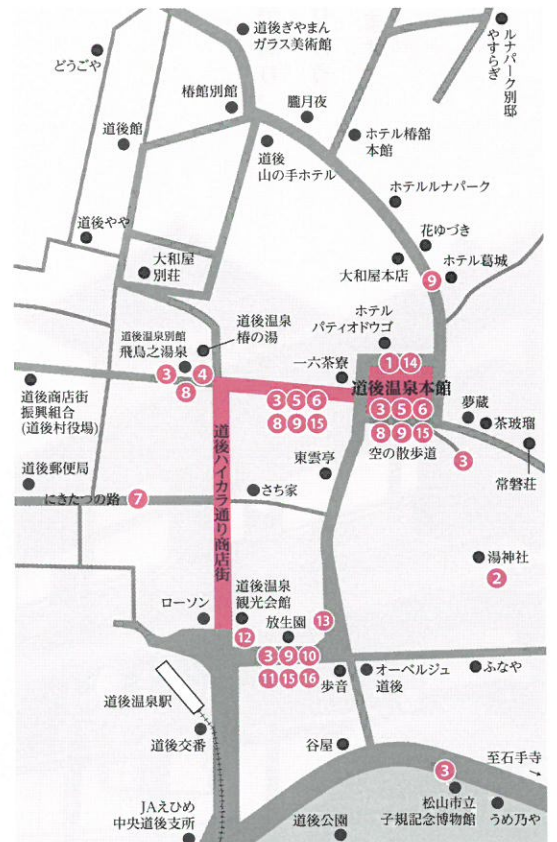 道後ぎやまん
ガラス美術館
どうごや
ルナパーク別邸
やすらぎ
椿館別館
朧月夜
道後館
道後
山の手ホテル
ホテル椿舘
本館
ホテルルナパーク
道後やや
花ゆづき
大和屋
別荘
大和屋本店
ホテル葛城
9
道後温泉
椿の湯
ホテル
パティオドウゴ
道後温泉別館
飛鳥之湯泉
一六茶寮
1 14
道後温泉本館
3 4
8
3 5 6
8 9 15
3 5 6
8 9 15
道後商店街
振興組合
(道後村役場)
夢蔵
茶玻瑠
空の散歩道
3
常磐荘
東雲亭
道後郵便局
にきたつの路
7
さち家
道後ハイカラ通り商店街
湯神社
2
ローソン
道後温泉
観光会館
放生園
13
12
3 9 10
11 15 16
歩音
オーベルジュ
道後
ふなや
道後温泉駅
道後交番
谷屋
至石手寺
3
松山市立
子規記念博物館
うめ乃や
JAえひめ
中央道後支所
道後公園